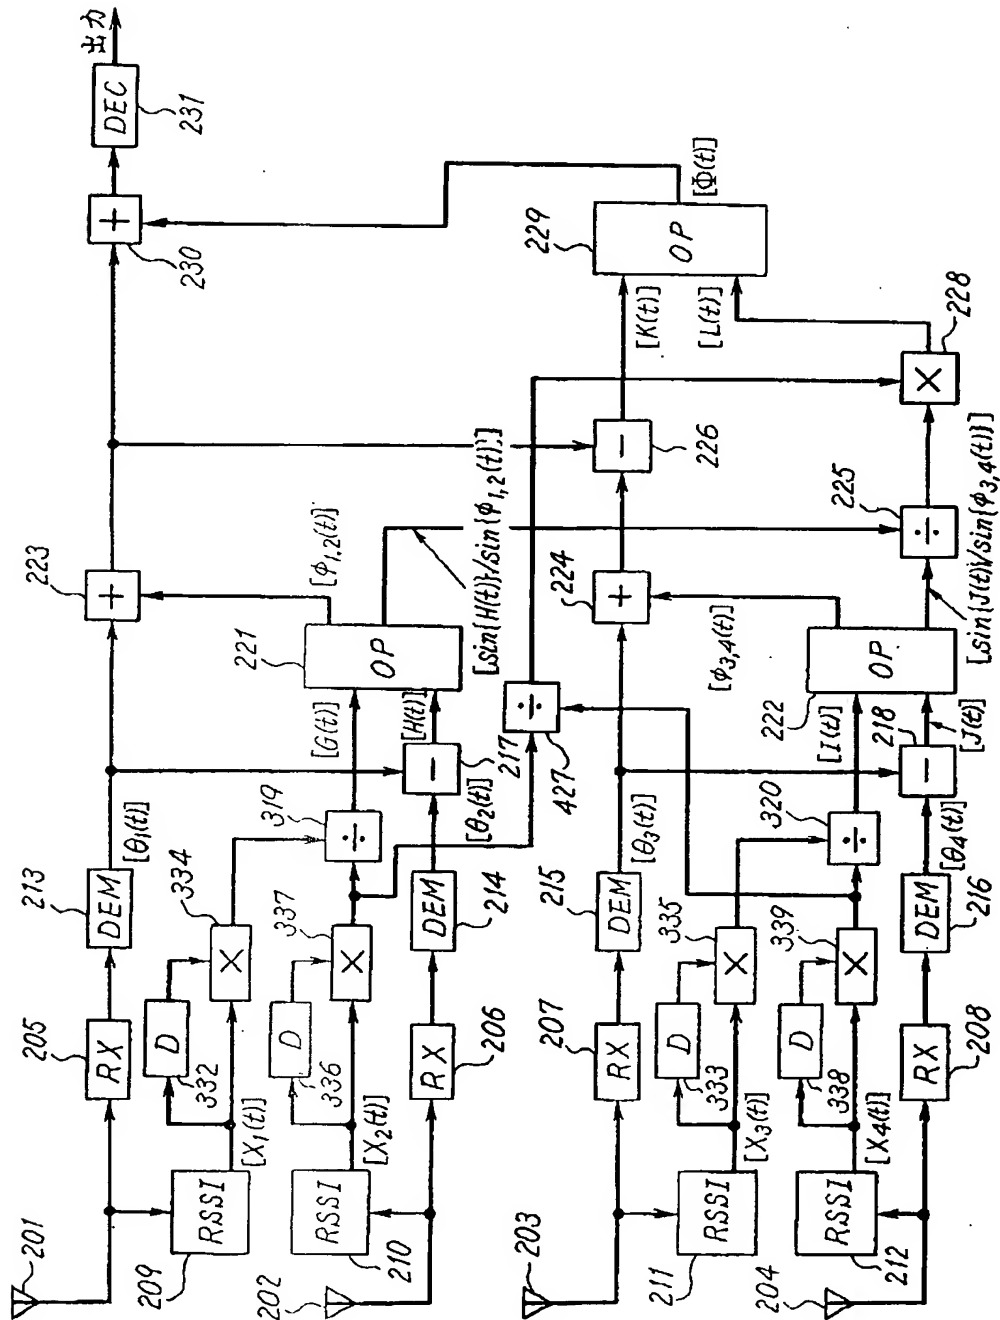 201
205
213
223
230
231
出力
RX
DEM
[θ1(t)]
+
+
DEC
209
RSSI
[X1(t)]
332
D
×
334
319
÷
[G(t)]
221
OP
[ϕ1,2(t)]
[sin{H(t)}/sin{ϕ1,2(t)}]
336
D
337
×
RSSI
[X2(t)]
202
210
RX
206
DEM
214
[θ2(t)]
−
217
[H(t)]
÷
427
203
207
RX
215
DEM
[θ3(t)]
224
+
−
226
[K(t)]
229
OP
[Φ(t)]
[L(t)]
211
RSSI
[X3(t)]
333
D
335
×
320
÷
[I(t)]
222
OP
[ϕ3,4(t)]
225
÷
×
228
204
212
RSSI
[X4(t)]
338
D
339
×
RX
208
DEM
216
[θ4(t)]
−
218
[J(t)]
[sin{J(t)}/sin{ϕ3,4(t)}]